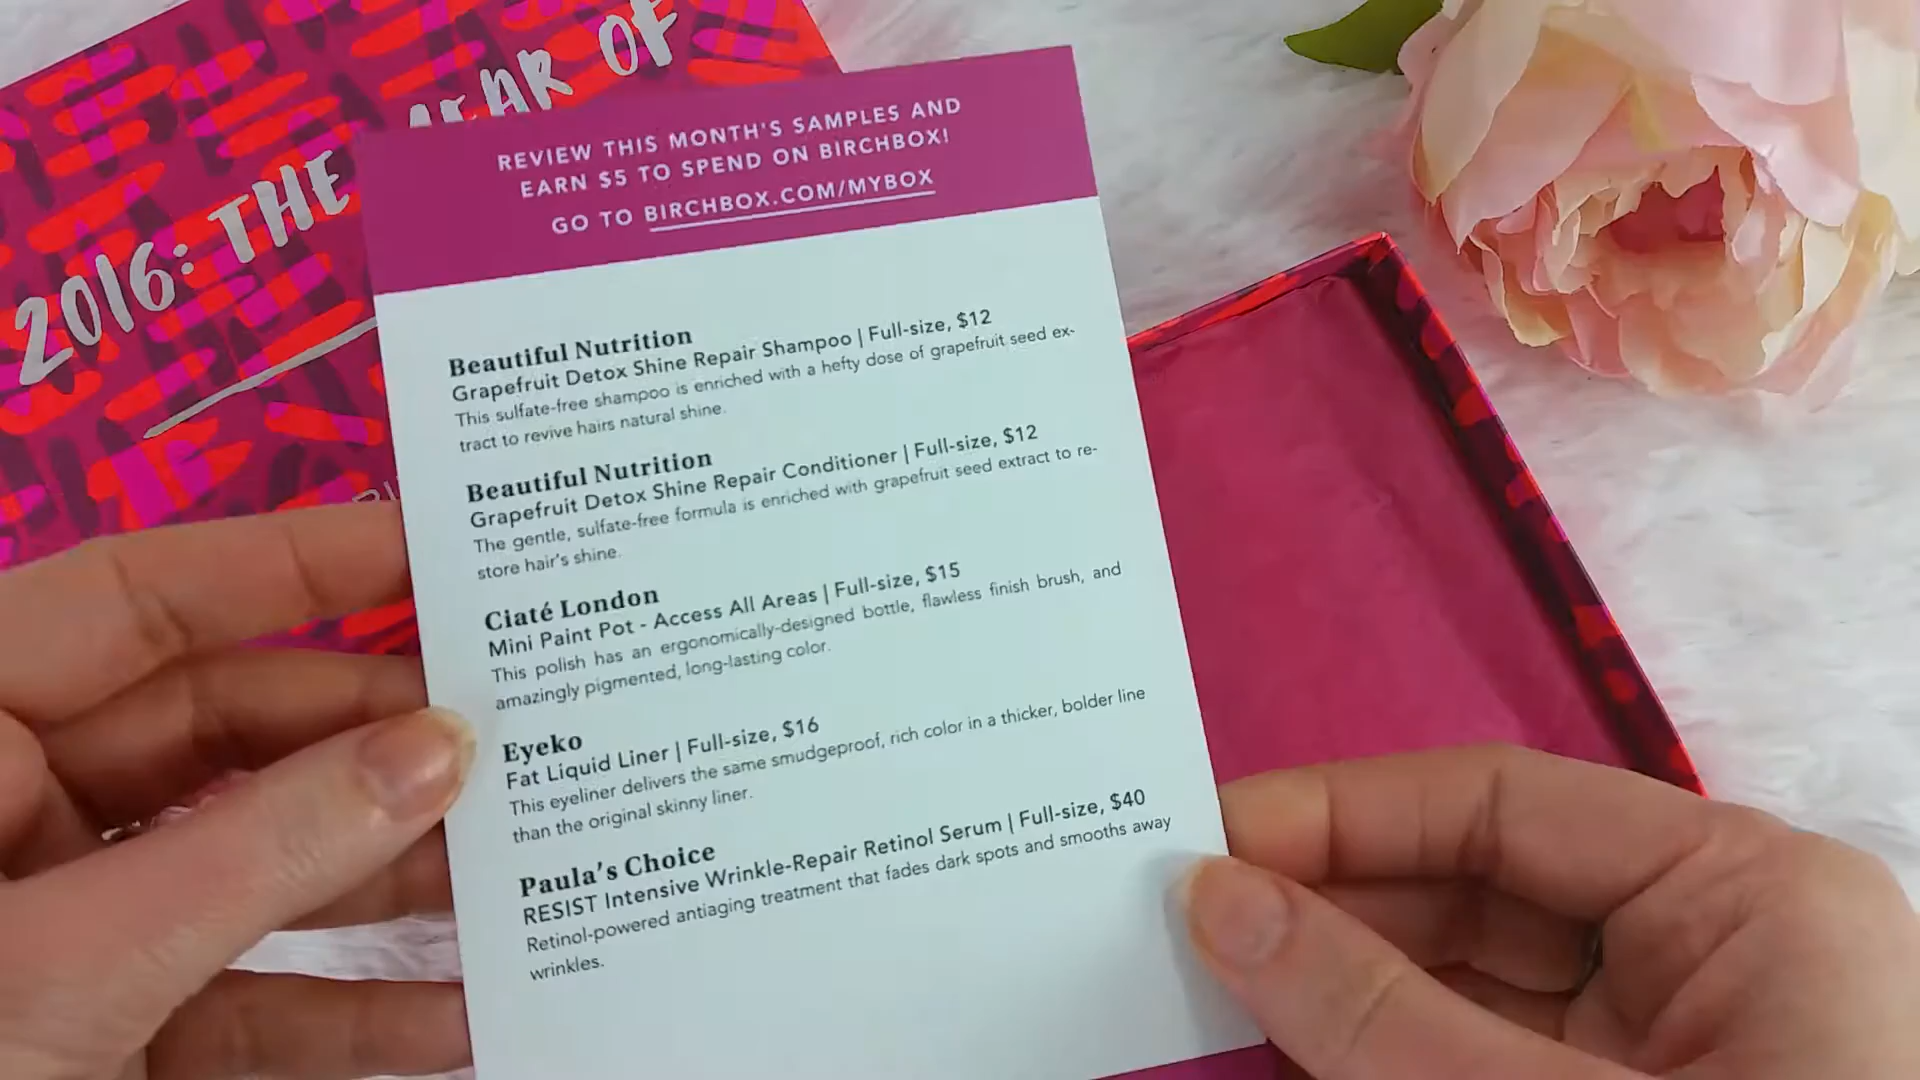 2016: THE YEAR OF
REVIEW THIS MONTH'S SAMPLES AND
EARN $5 TO SPEND ON BIRCHBOX!
GO TO BIRCHBOX.COM/MYBOX
Beautiful Nutrition
Grapefruit Detox Shine Repair Shampoo | Full-size, $12
This sulfate-free shampoo is enriched with a hefty dose of grapefruit seed ex-
tract to revive hairs natural shine.
Beautiful Nutrition
Grapefruit Detox Shine Repair Conditioner | Full-size, $12
The gentle, sulfate-free formula is enriched with grapefruit seed extract to re-
store hair's shine.
Ciaté London
Mini Paint Pot - Access All Areas | Full-size, $15
This polish has an ergonomically-designed bottle, flawless finish brush, and
amazingly pigmented, long-lasting color.
Eyeko
Fat Liquid Liner | Full-size, $16
This eyeliner delivers the same smudgeproof, rich color in a thicker, bolder line
than the original skinny liner.
Paula's Choice
RESIST Intensive Wrinkle-Repair Retinol Serum | Full-size, $40
Retinol-powered antiaging treatment that fades dark spots and smooths away
wrinkles.